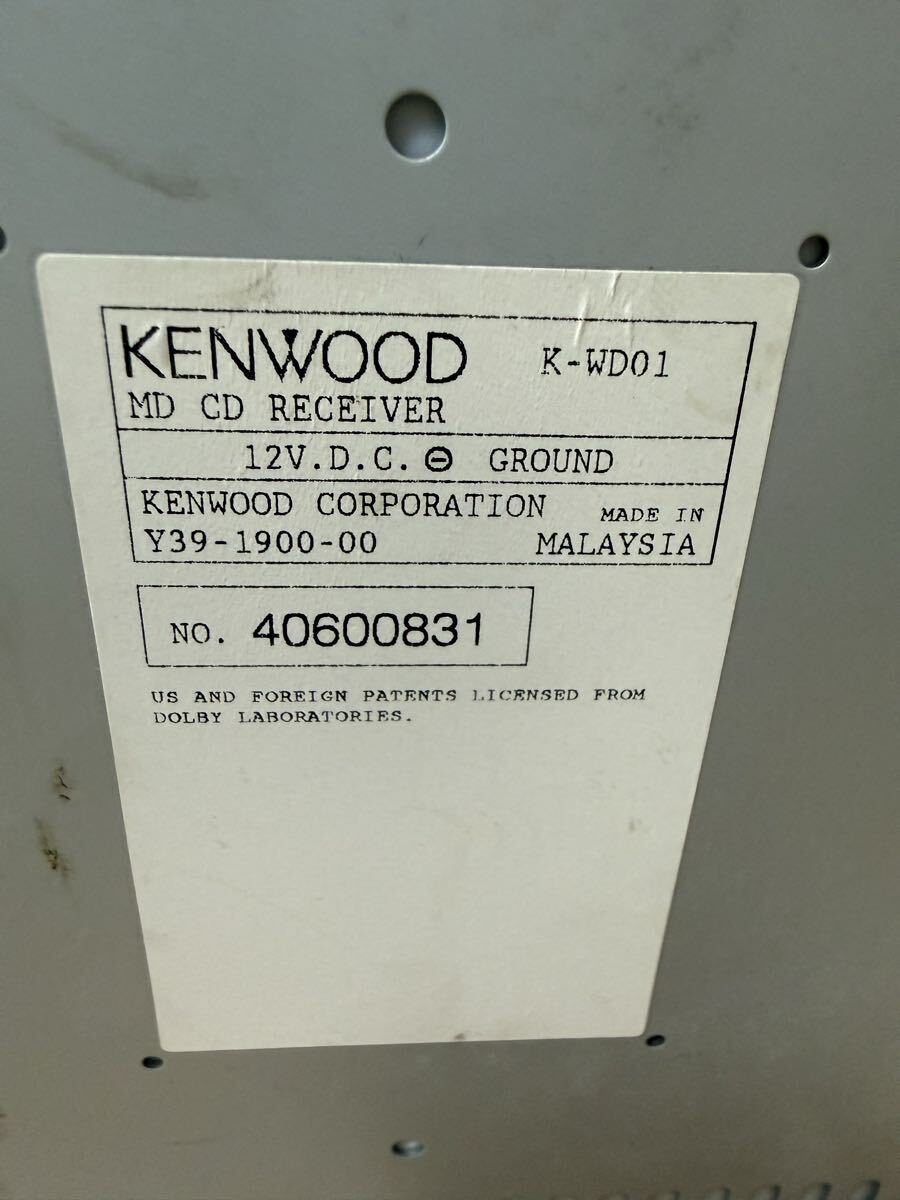 KENWOOD K-WD01
MD CD RECEIVER
12V.D.C. ⊖ GROUND
KENWOOD CORPORATION MADE IN
Y39-1900-00 MALAYSIA
NO. 40600831
US AND FOREIGN PATENTS LICENSED FROM
DOLBY LABORATORIES.